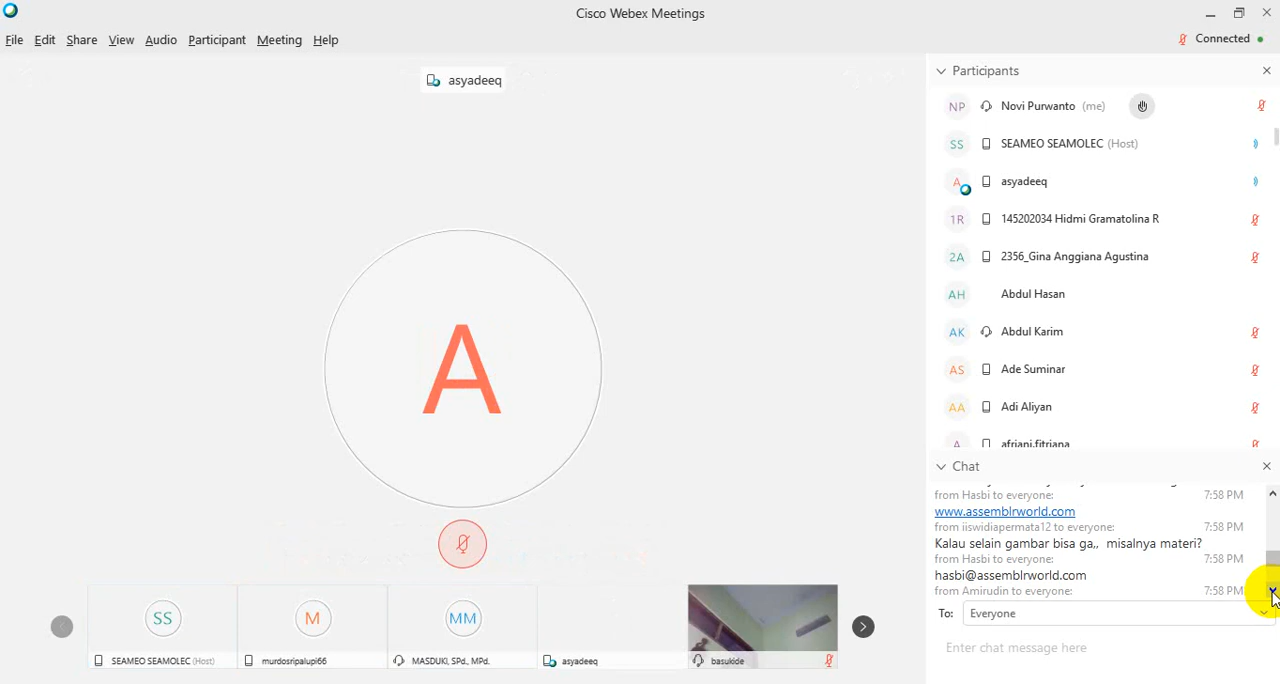 Cisco Webex Meetings
File Edit Share View Audio Participant Meeting Help
Connected
asyadeeq
A
SS
M
MM
SEAMEO SEAMOLEC (Host)
murdosripalupi66
MASDUKI, SPd., MPd.
asyadeeq
basukide
Participants
NP Novi Purwanto (me)
SS SEAMEO SEAMOLEC (Host)
A asyadeeq
1R 145202034 Hidmi Gramatolina R
2A 2356_Gina Anggiana Agustina
AH Abdul Hasan
AK Abdul Karim
AS Ade Suminar
AA Adi Aliyan
A afriani.fitriana
Chat
from Hasbi to everyone: 7:58 PM
www.assemblrworld.com
from iiswidiapermata12 to everyone: 7:58 PM
Kalau selain gambar bisa ga,, misalnya materi?
from Hasbi to everyone: 7:58 PM
hasbi@assemblrworld.com
from Amirudin to everyone: 7:58 PM
To: Everyone
Enter chat message here